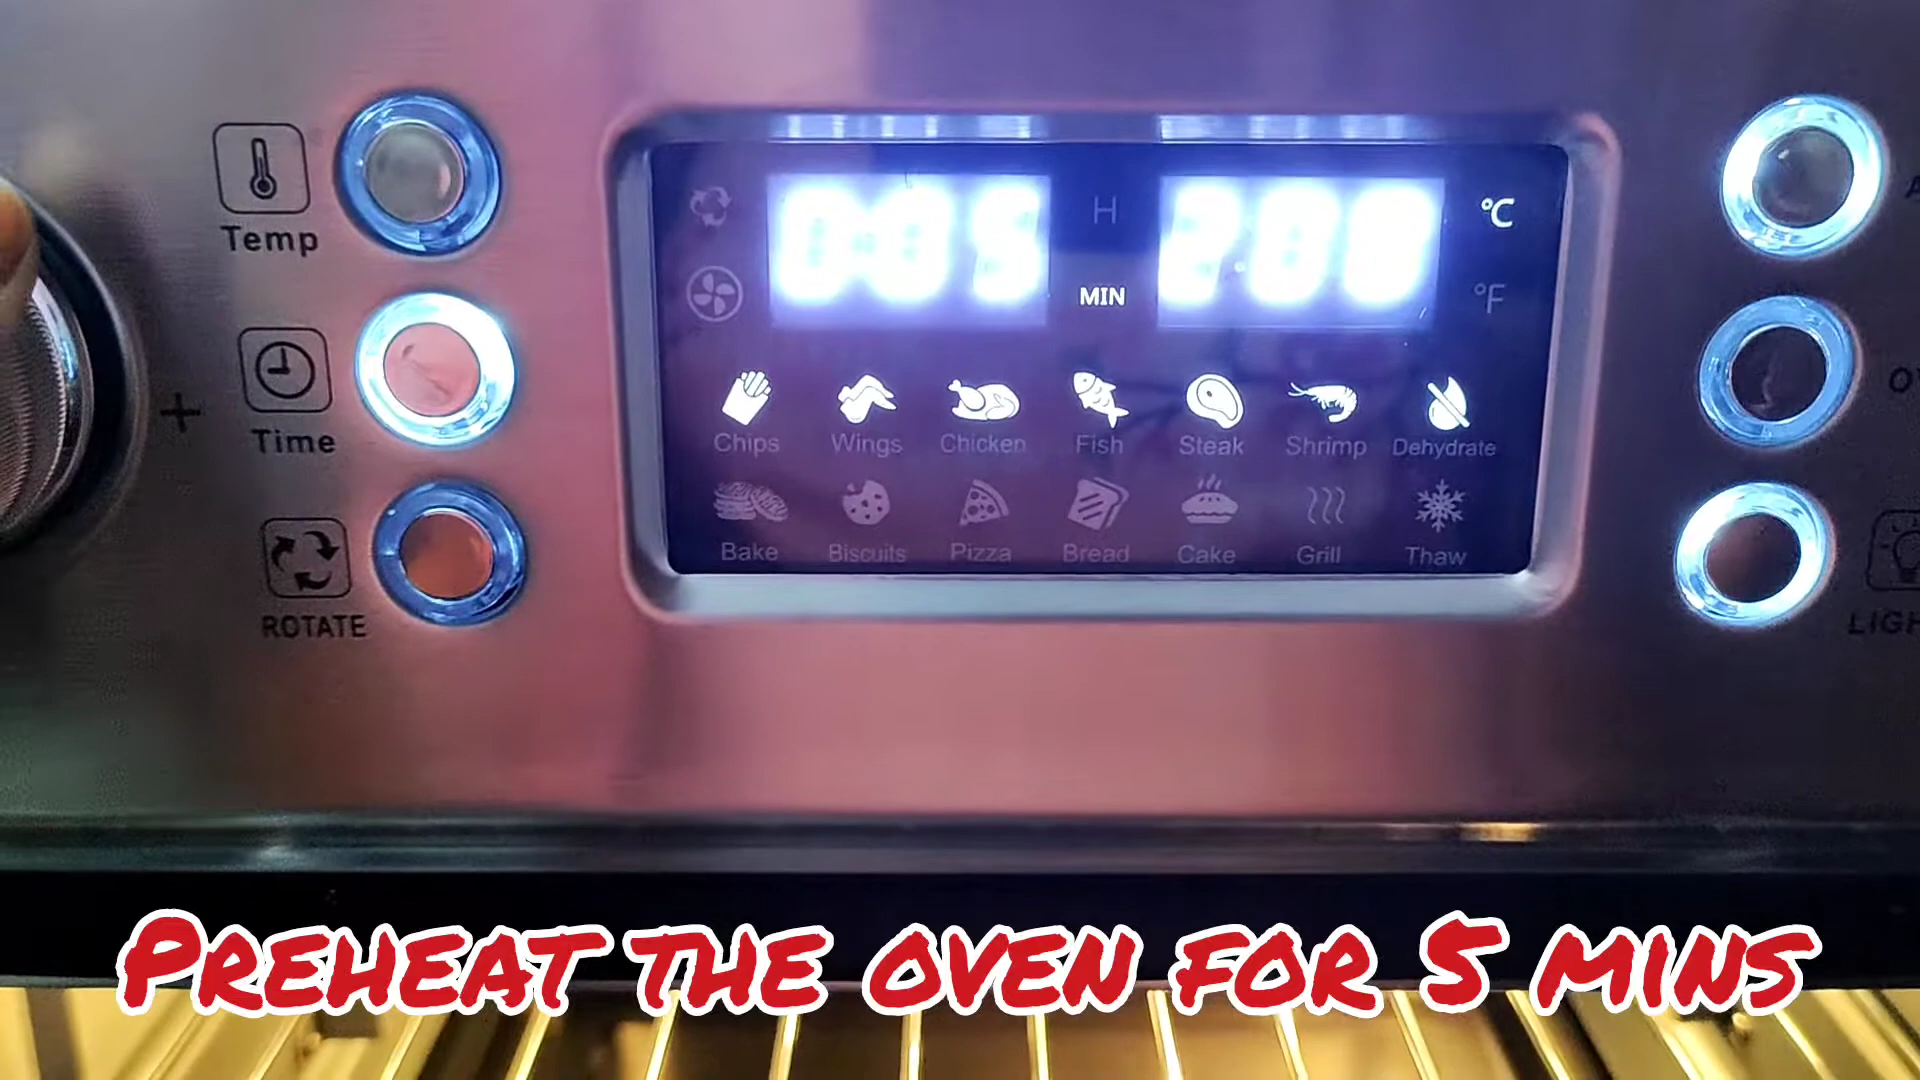 Temp
Time
ROTATE
+
0:05 H MIN 200 °C °F
Chips Wings Chicken Fish Steak Shrimp Dehydrate
Bake Biscuits Pizza Bread Cake Grill Thaw
PREHEAT THE OVEN FOR 5 MINS